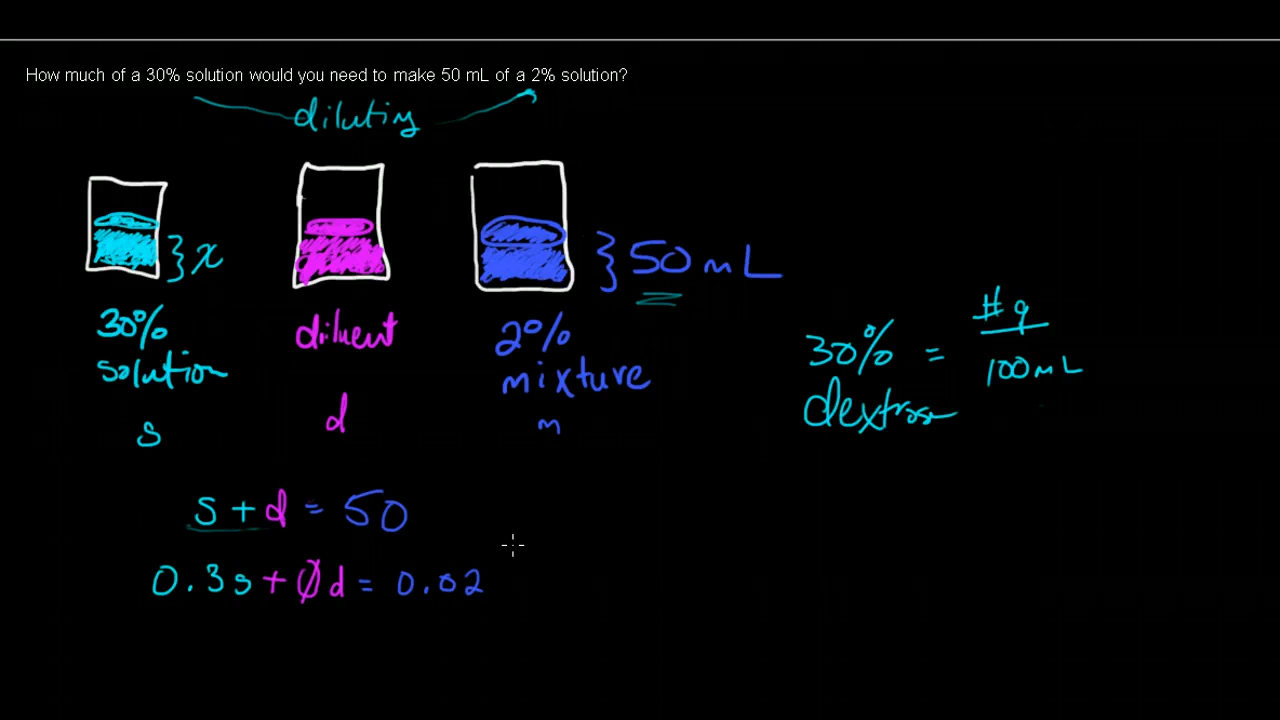 How much of a 30% solution would you need to make 50 mL of a 2% solution?
diluting
} x
} 50 mL
30% solution
s
diluent
d
2% mixture
m
30% dextrose = # g / 100 mL
s + d = 50
0.3s + 0d = 0.02